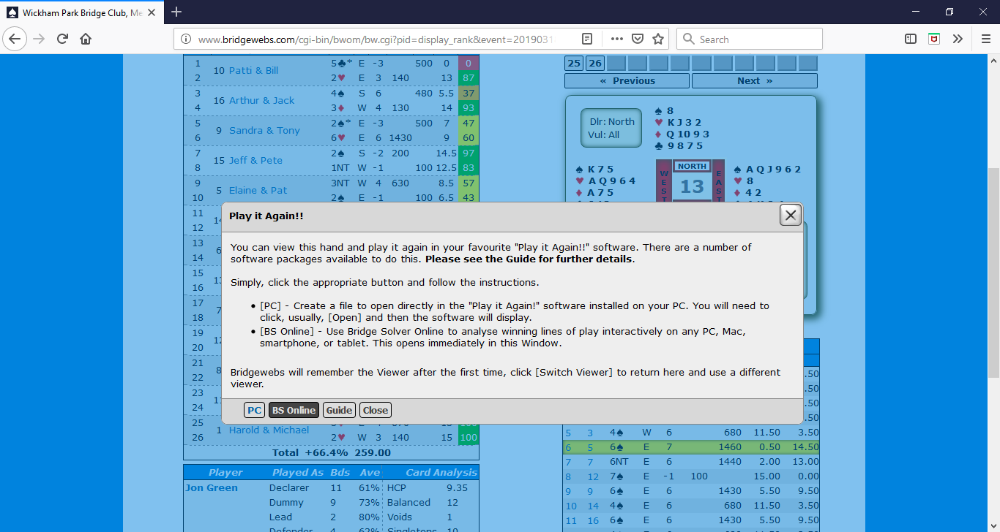 Wickham Park Bridge Club, Me
www.bridgewebs.com/cgi-bin/bwom/bw.cgi?pid=display_rank&event=2019031
Search
1 10 Patti & Bill 5♣* E -3 500 0 0
2 2♥ E 3 140 13 87
3 16 Arthur & Jack 4♠ S 6 480 5.5 37
4 3♦ W 4 130 14 93
5 9 Sandra & Tony 2♠* E -3 500 7 47
6 6♥ E 6 1430 9 60
7 15 Jeff & Pete 2♠ S -2 200 14.5 97
8 1NT W -1 100 12.5 83
9 5 Elaine & Pat 3NT W 4 630 8.5 57
10 2♠ E -1 100 6.5 43
11
12
13
14
15
16
17
18
19
20
21
22
23
24
25 1 Harold & Michael
26 2♥ W 3 140 15 100
Total +66.4% 259.00
Player Played As Bds Ave Card Analysis
Jon Green Declarer 11 61% HCP 9.35
Dummy 9 73% Balanced 12
Lead 2 80% Voids 1
Defender 4 62% Singletons 10
25 26
« Previous Next »
Dlr: North
Vul: All
♠ 8
♥ K J 3 2
♦ Q 10 9 3
♣ 9 8 7 5
♠ K 7 5
♥ A Q 9 6 4
♦ A 7 5
WEST
NORTH
13
EAST
♠ A Q J 9 6 2
♥ 8
♦ 4 2
Play it Again!!
You can view this hand and play it again in your favourite "Play it Again!!" software. There are a number of
software packages available to do this. Please see the Guide for further details.
Simply, click the appropriate button and follow the instructions.
• [PC] - Create a file to open directly in the "Play it Again!" software installed on your PC. You will need to
click, usually, [Open] and then the software will display.
• [BS Online] - Use Bridge Solver Online to analyse winning lines of play interactively on any PC, Mac,
smartphone, or tablet. This opens immediately in this Window.
Bridgewebs will remember the Viewer after the first time, click [Switch Viewer] to return here and use a different
viewer.
PC BS Online Guide Close
.50
.50
.50
.50
5 3 4♠ W 6 680 11.50 3.50
6 5 6♠ E 7 1460 0.50 14.50
7 7 6NT E 6 1440 2.00 13.00
8 12 7♠ E -1 100 15.00 0.00
9 9 6♠ E 6 1430 5.50 9.50
10 14 4♠ E 6 680 11.50 3.50
11 16 6♠ E 6 1430 5.50 9.50